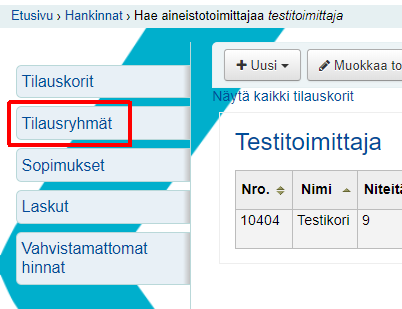 Etusivu › Hankinnat › Hae aineistotoimittajaa testitoimittaja
Tilauskorit
Tilausryhmät
Sopimukset
Laskut
Vahvistamattomat
hinnat
+ Uusi
Muokkaa to
Näytä kaikki tilauskorit
Testitoimittaja
Nro. Nimi Niteitä
10404 Testikori 9